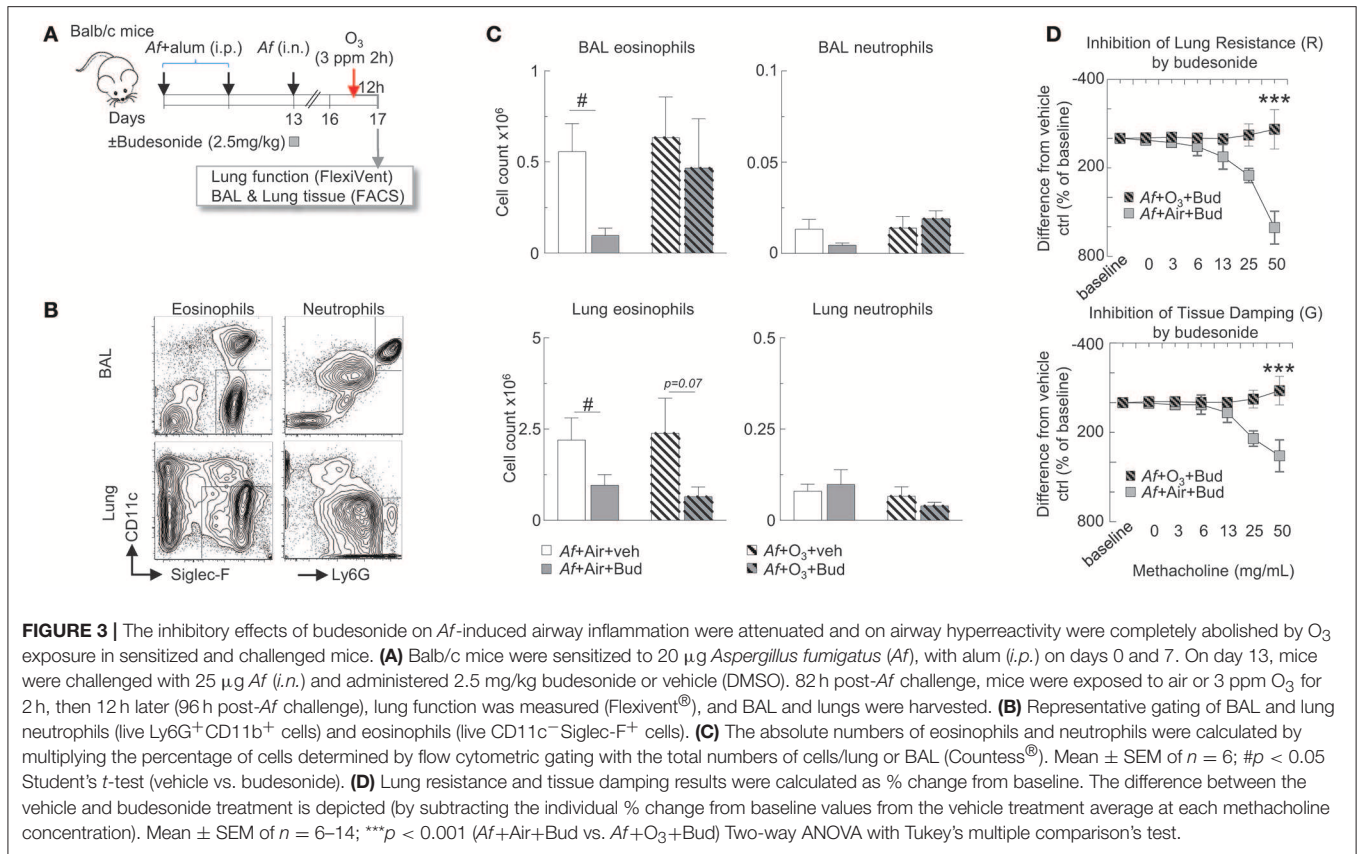 A
Balb/c mice
Af+alum (i.p.)
Af (i.n.)
O3
(3 ppm 2h)
12h
Days
13
16
17
±Budesonide (2.5mg/kg)
Lung function (FlexiVent)
BAL & Lung tissue (FACS)
B
Eosinophils
Neutrophils
BAL
Lung
CD11c
Siglec-F
Ly6G
C
BAL eosinophils
Cell count x10⁶
1
0.5
0
#
BAL neutrophils
0.1
0.05
0
Lung eosinophils
Cell count x10⁶
5
2.5
0
#
p=0.07
Lung neutrophils
0.5
0.25
0
Af+Air+veh
Af+Air+Bud
Af+O3+veh
Af+O3+Bud
D
Inhibition of Lung Resistance (R)
by budesonide
Difference from vehicle
ctrl (% of baseline)
-400
200
800
***
Af+O3+Bud
Af+Air+Bud
baseline
0
3
6
13
25
50
Inhibition of Tissue Damping (G)
by budesonide
Difference from vehicle
ctrl (% of baseline)
-400
200
800
***
Af+O3+Bud
Af+Air+Bud
baseline
0
3
6
13
25
50
Methacholine (mg/mL)
FIGURE 3 | The inhibitory effects of budesonide on Af-induced airway inflammation were attenuated and on airway hyperreactivity were completely abolished by O3
exposure in sensitized and challenged mice. (A) Balb/c mice were sensitized to 20 μg Aspergillus fumigatus (Af), with alum (i.p.) on days 0 and 7. On day 13, mice
were challenged with 25 μg Af (i.n.) and administered 2.5 mg/kg budesonide or vehicle (DMSO). 82 h post-Af challenge, mice were exposed to air or 3 ppm O3 for
2 h, then 12 h later (96 h post-Af challenge), lung function was measured (Flexivent®), and BAL and lungs were harvested. (B) Representative gating of BAL and lung
neutrophils (live Ly6G⁺CD11b⁺ cells) and eosinophils (live CD11c⁻Siglec-F⁺ cells). (C) The absolute numbers of eosinophils and neutrophils were calculated by
multiplying the percentage of cells determined by flow cytometric gating with the total numbers of cells/lung or BAL (Countess®). Mean ± SEM of n = 6; #p < 0.05
Student's t-test (vehicle vs. budesonide). (D) Lung resistance and tissue damping results were calculated as % change from baseline. The difference between the
vehicle and budesonide treatment is depicted (by subtracting the individual % change from baseline values from the vehicle treatment average at each methacholine
concentration). Mean ± SEM of n = 6–14; ***p < 0.001 (Af+Air+Bud vs. Af+O3+Bud) Two-way ANOVA with Tukey's multiple comparison's test.